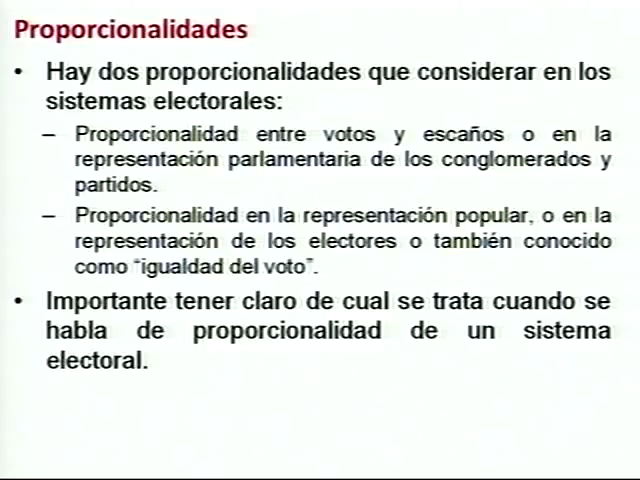 Proporcionalidades
• Hay dos proporcionalidades que considerar en los
sistemas electorales:
– Proporcionalidad entre votos y escaños o en la
representación parlamentaria de los conglomerados y
partidos.
– Proporcionalidad en la representación popular, o en la
representación de los electores o también conocido
como “igualdad del voto”.
• Importante tener claro de cual se trata cuando se
habla de proporcionalidad de un sistema
electoral.